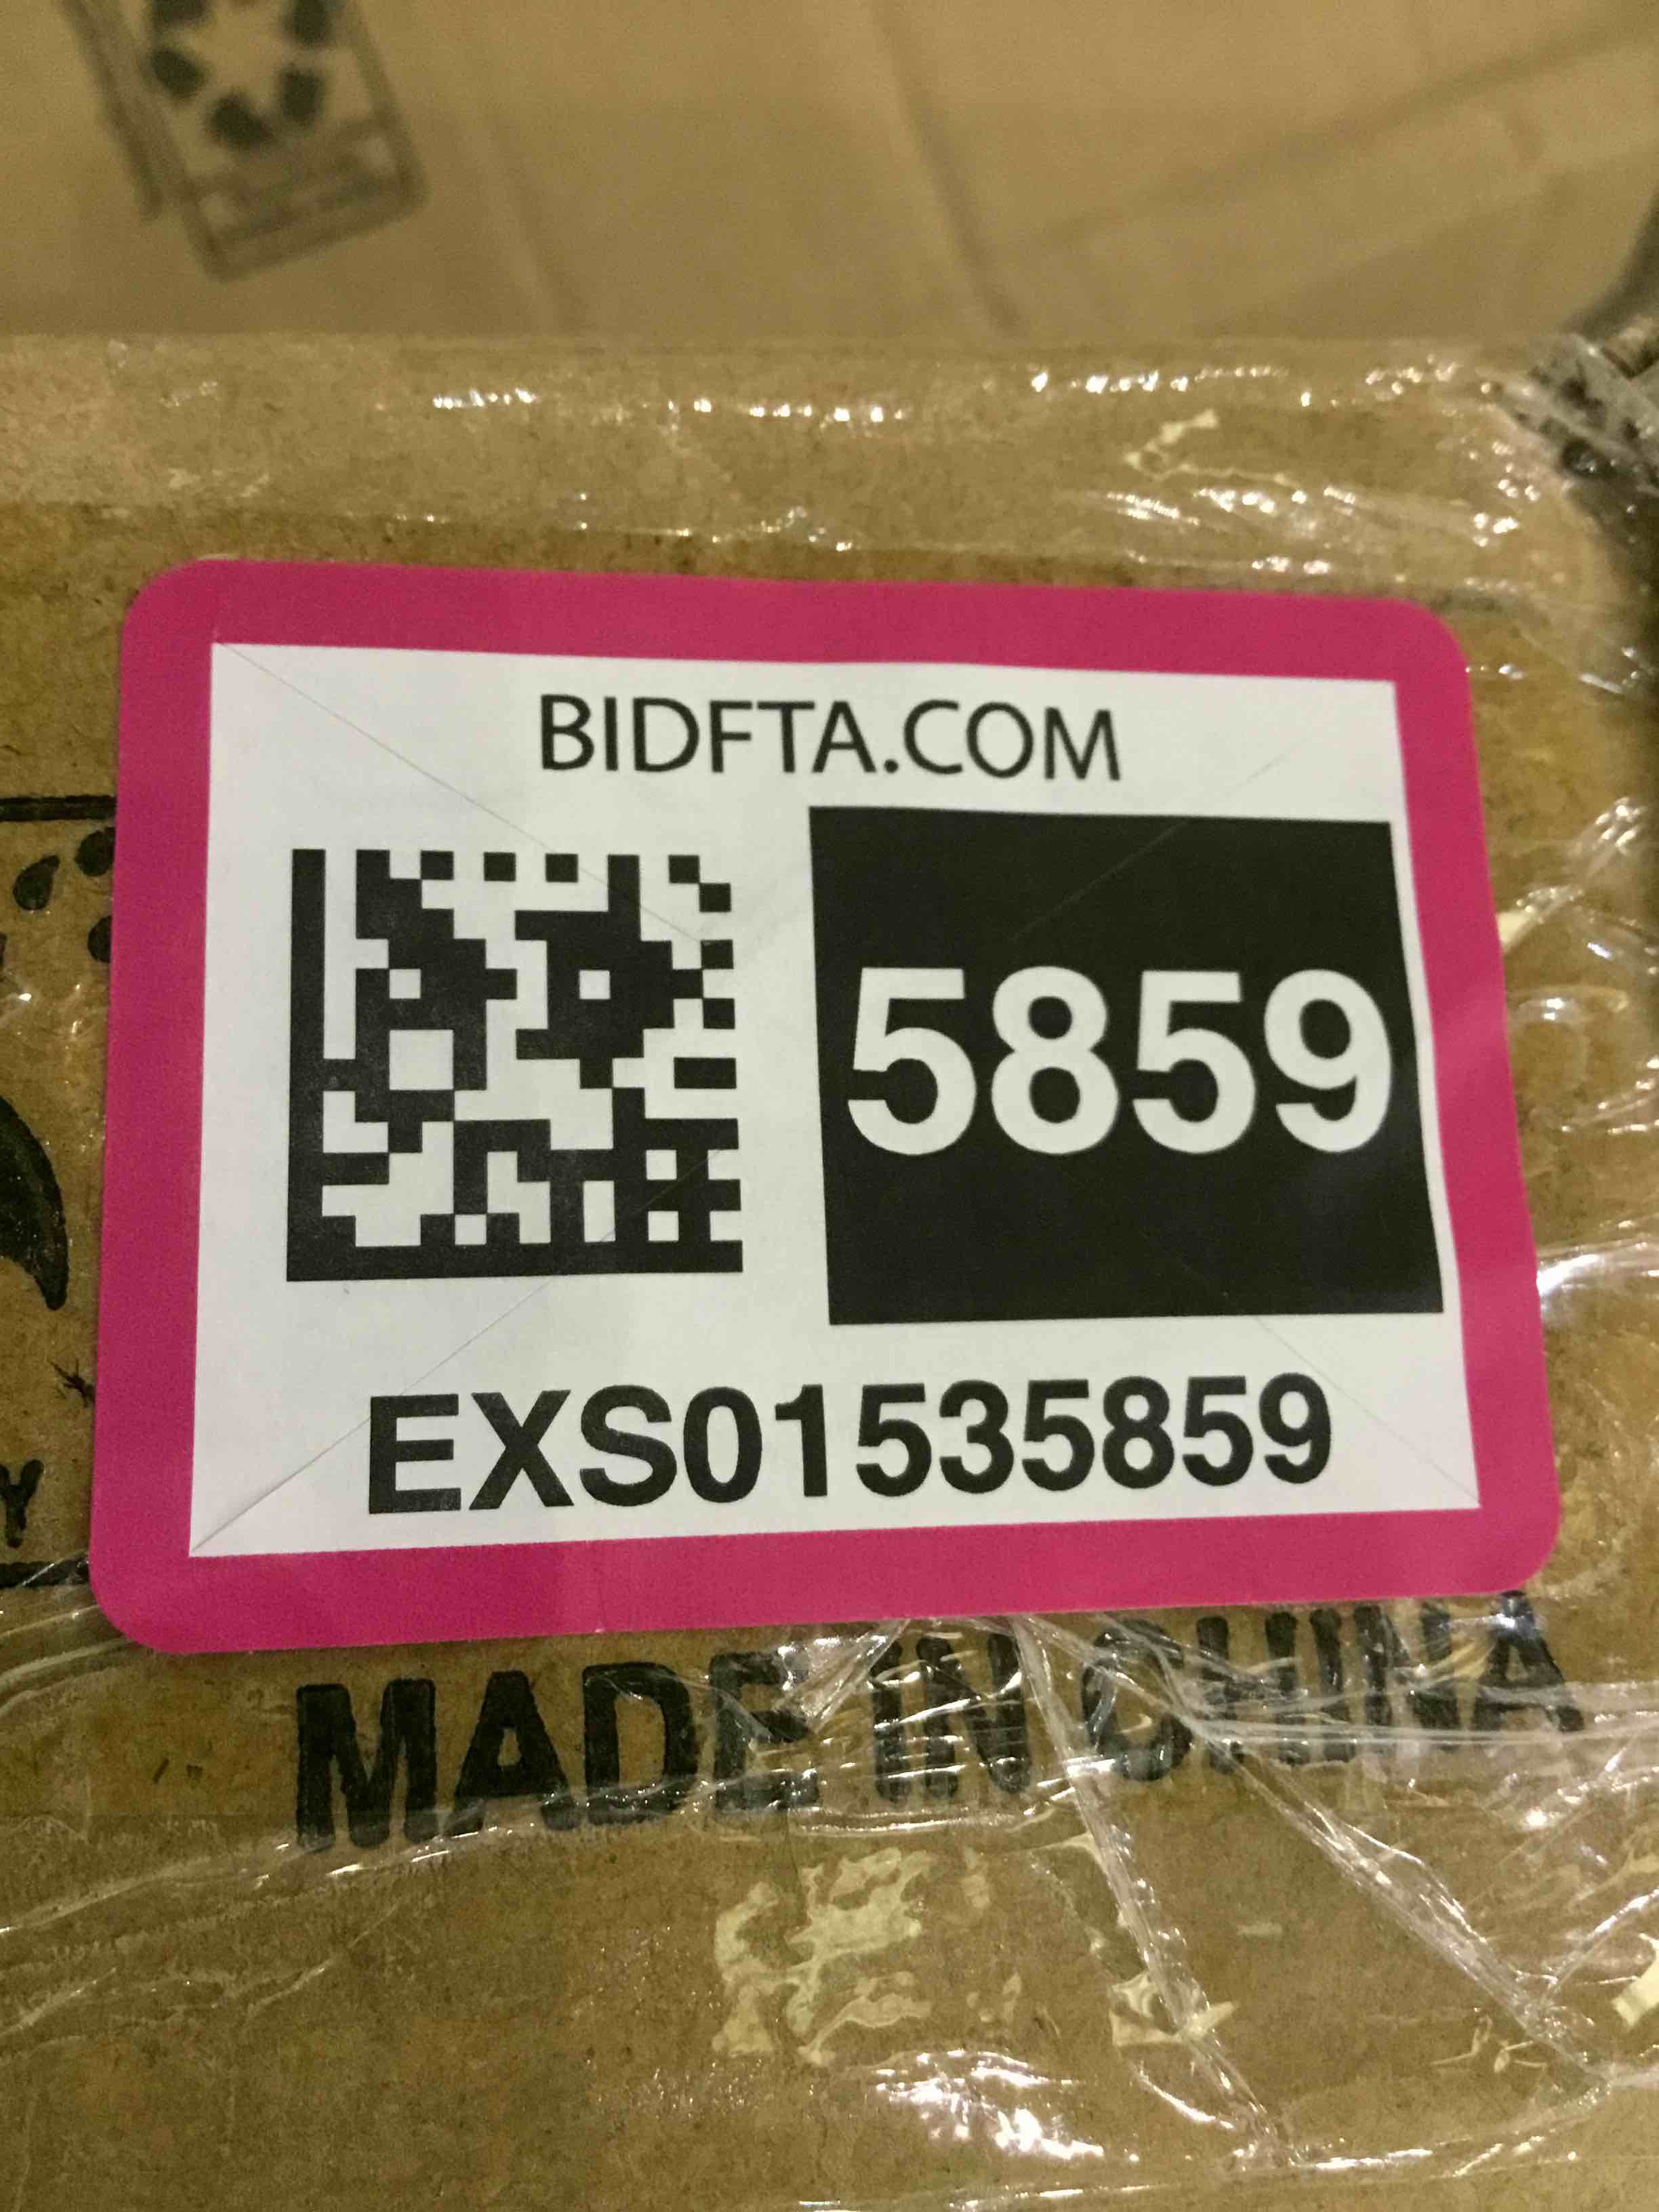 BIDFTA.COM
5859
EXS01535859
Y
MADE IN CHINA